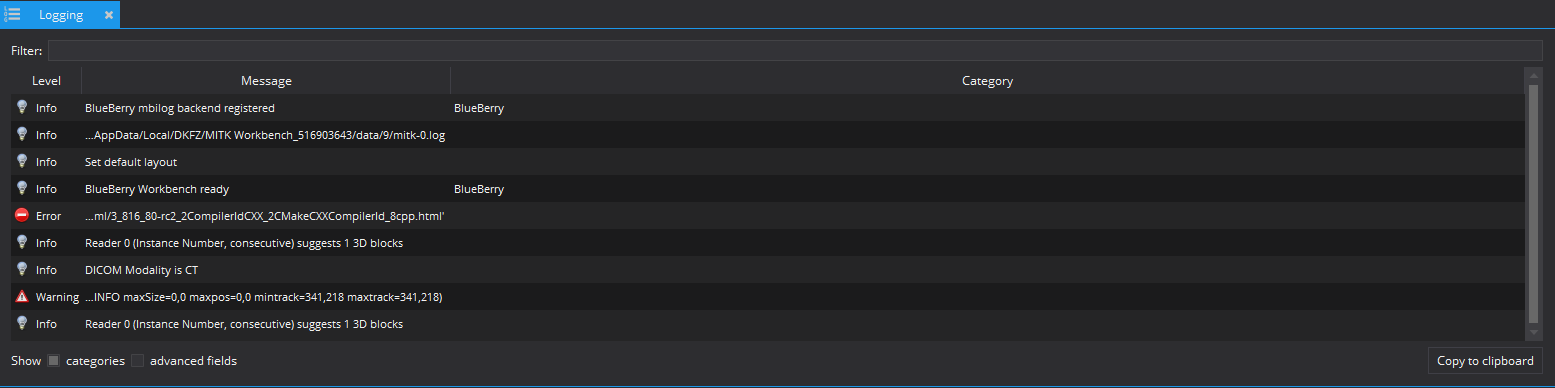 Logging
Filter:
Level Message Category
Info BlueBerry mbilog backend registered BlueBerry
Info ...AppData/Local/DKFZ/MITK Workbench_516903643/data/9/mitk-0.log
Info Set default layout
Info BlueBerry Workbench ready BlueBerry
Error ...ml/3_816_80-rc2_2CompilerIdCXX_2CMakeCXXCompilerId_8cpp.html'
Info Reader 0 (Instance Number, consecutive) suggests 1 3D blocks
Info DICOM Modality is CT
Warning ...INFO maxSize=0,0 maxpos=0,0 mintrack=341,218 maxtrack=341,218)
Info Reader 0 (Instance Number, consecutive) suggests 1 3D blocks
Show categories advanced fields Copy to clipboard